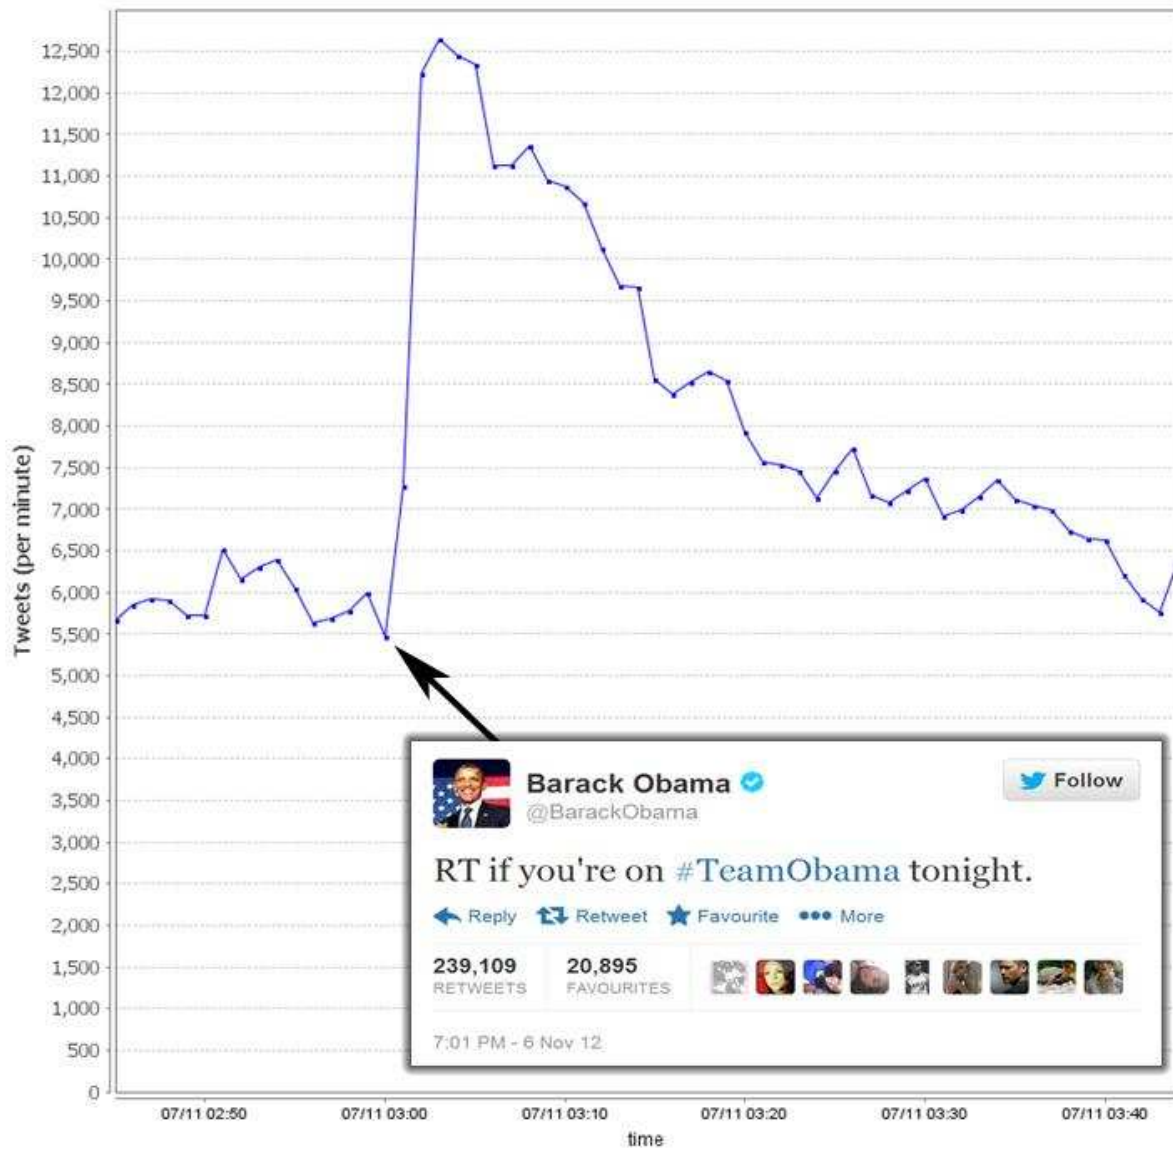 12,500
12,000
11,500
11,000
10,500
10,000
9,500
9,000
8,500
8,000
7,500
7,000
6,500
6,000
5,500
5,000
4,500
4,000
3,500
3,000
2,500
2,000
1,500
1,000
500
0
Tweets (per minute)
Barack Obama
@BarackObama
Follow
RT if you're on #TeamObama tonight.
Reply Retweet Favourite More
239,109 20,895
RETWEETS FAVOURITES
7:01 PM - 6 Nov 12
07/11 02:50 07/11 03:00 07/11 03:10 07/11 03:20 07/11 03:30 07/11 03:40
time